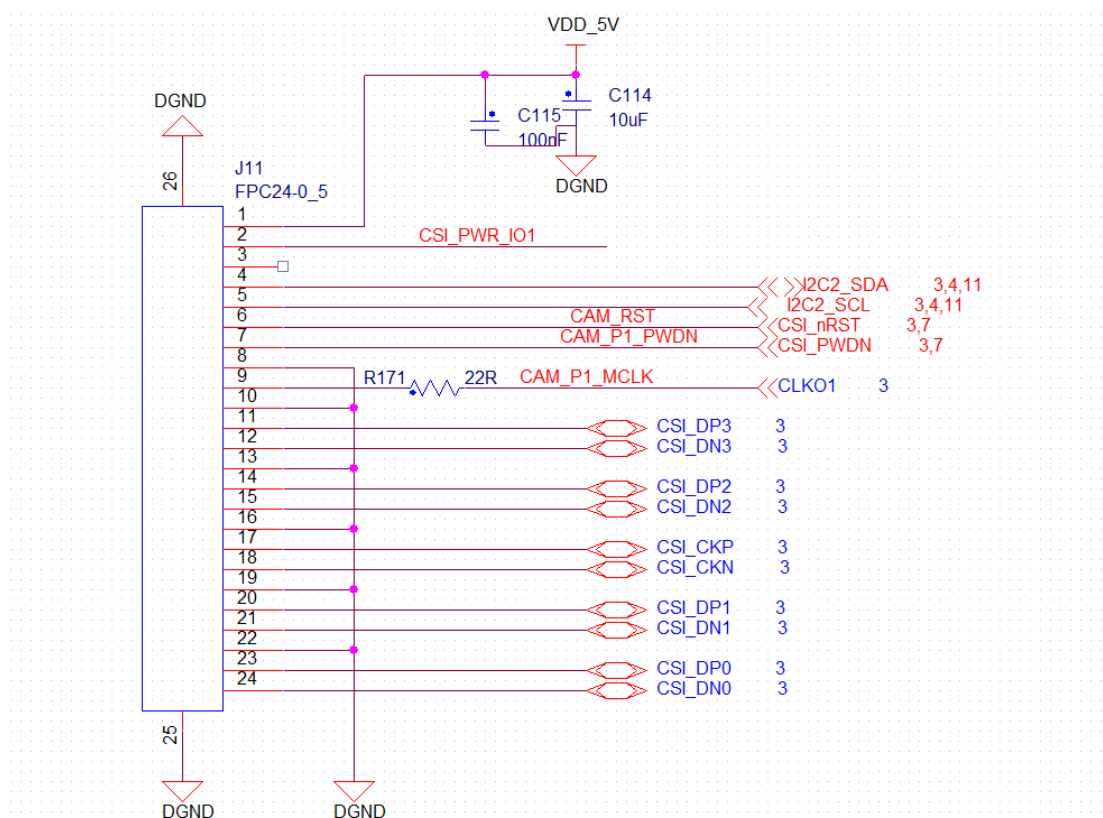 VDD_5V
DGND
C114
10uF
C115
100nF
DGND
26
J11
FPC24-0_5
1
2
CSI_PWR_IO1
3
4
I2C2_SDA 3,4,11
5
I2C2_SCL 3,4,11
6
CAM_RST
CSI_nRST 3,7
7
CAM_P1_PWDN
CSI_PWDN 3,7
8
9
R171 22R CAM_P1_MCLK CLKO1 3
10
11
CSI_DP3 3
12
CSI_DN3 3
13
14
CSI_DP2 3
15
CSI_DN2 3
16
17
CSI_CKP 3
18
CSI_CKN 3
19
20
CSI_DP1 3
21
CSI_DN1 3
22
23
CSI_DP0 3
24
CSI_DN0 3
25
DGND
DGND